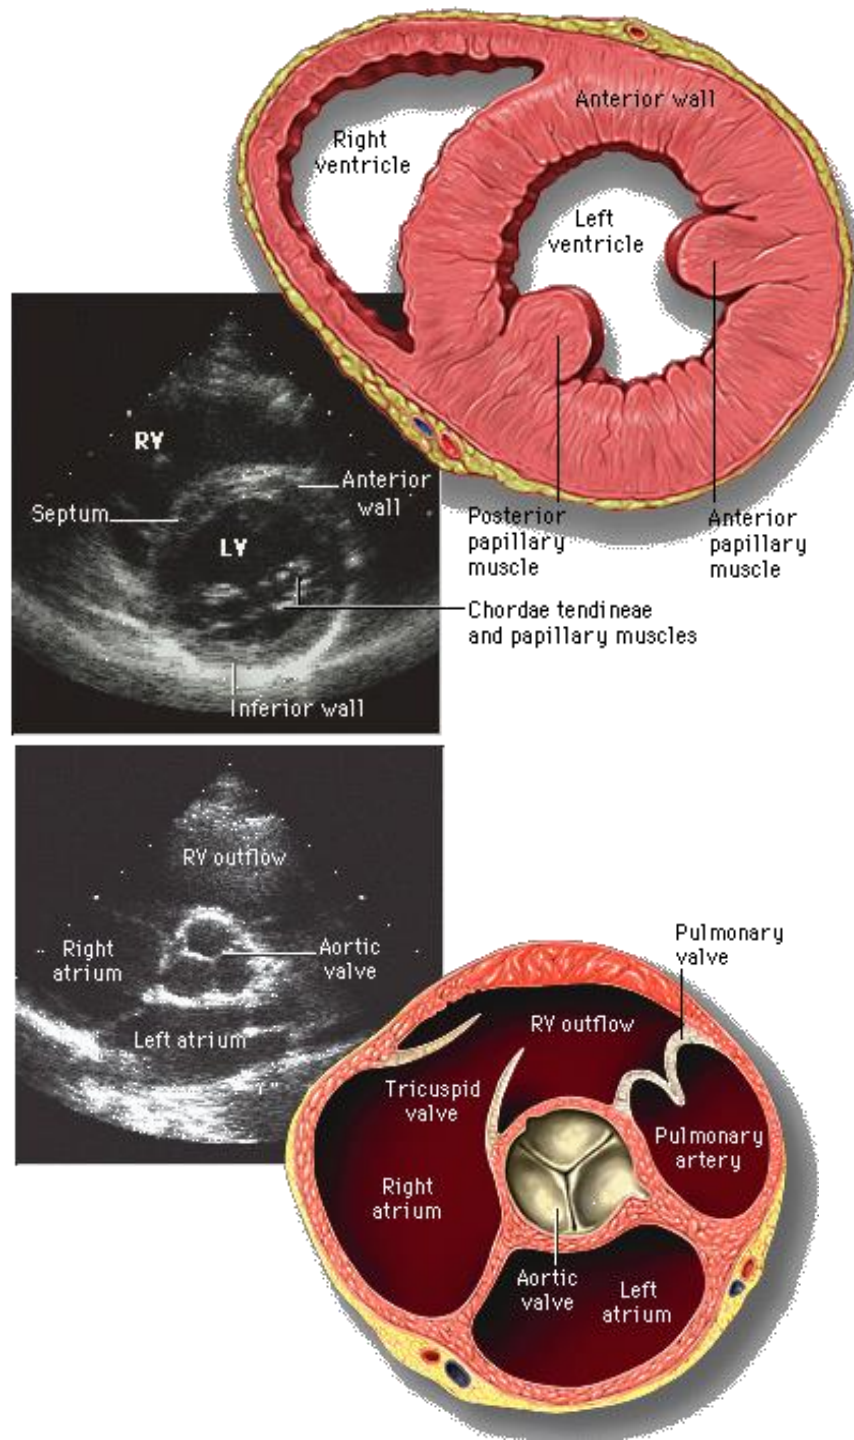 Anterior wall
Right
ventricle
Left
ventricle
RV
Septum
Anterior
wall
LV
Posterior
papillary
muscle
Anterior
papillary
muscle
Chordae tendineae
and papillary muscles
Inferior wall
RV outflow
Right
atrium
Aortic
valve
Left atrium
Pulmonary
valve
RV outflow
Tricuspid
valve
Pulmonary
artery
Right
atrium
Aortic
valve
Left
atrium